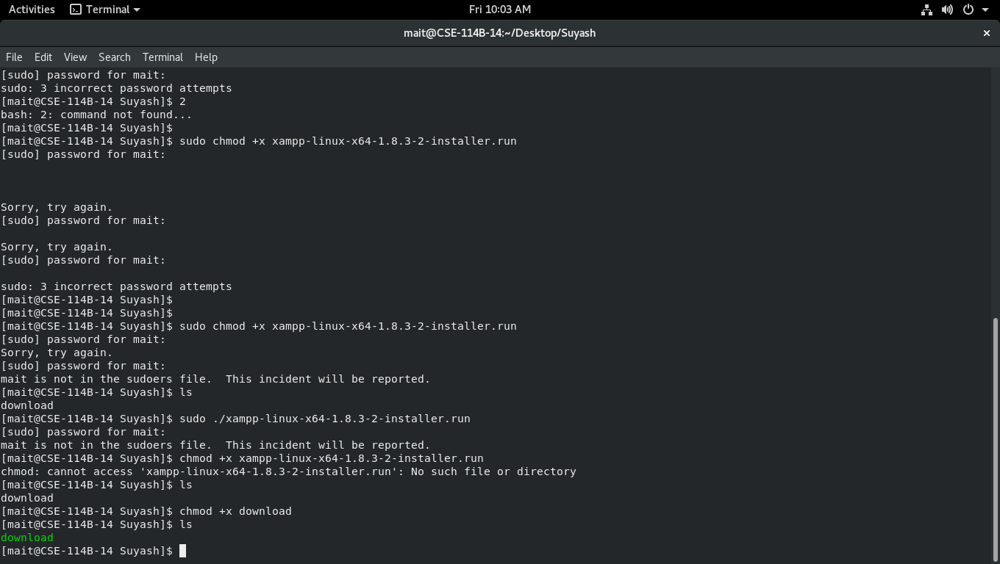 Activities Terminal Fri 10:03 AM
mait@CSE-114B-14:~/Desktop/Suyash
File Edit View Search Terminal Help
[sudo] password for mait:
sudo: 3 incorrect password attempts
[mait@CSE-114B-14 Suyash]$ 2
bash: 2: command not found...
[mait@CSE-114B-14 Suyash]$
[mait@CSE-114B-14 Suyash]$ sudo chmod +x xampp-linux-x64-1.8.3-2-installer.run
[sudo] password for mait:
Sorry, try again.
[sudo] password for mait:
Sorry, try again.
[sudo] password for mait:
sudo: 3 incorrect password attempts
[mait@CSE-114B-14 Suyash]$
[mait@CSE-114B-14 Suyash]$
[mait@CSE-114B-14 Suyash]$ sudo chmod +x xampp-linux-x64-1.8.3-2-installer.run
[sudo] password for mait:
Sorry, try again.
[sudo] password for mait:
mait is not in the sudoers file.  This incident will be reported.
[mait@CSE-114B-14 Suyash]$ ls
download
[mait@CSE-114B-14 Suyash]$ sudo ./xampp-linux-x64-1.8.3-2-installer.run
[sudo] password for mait:
mait is not in the sudoers file.  This incident will be reported.
[mait@CSE-114B-14 Suyash]$ chmod +x xampp-linux-x64-1.8.3-2-installer.run
chmod: cannot access 'xampp-linux-x64-1.8.3-2-installer.run': No such file or directory
[mait@CSE-114B-14 Suyash]$ ls
download
[mait@CSE-114B-14 Suyash]$ chmod +x download
[mait@CSE-114B-14 Suyash]$ ls
download
[mait@CSE-114B-14 Suyash]$